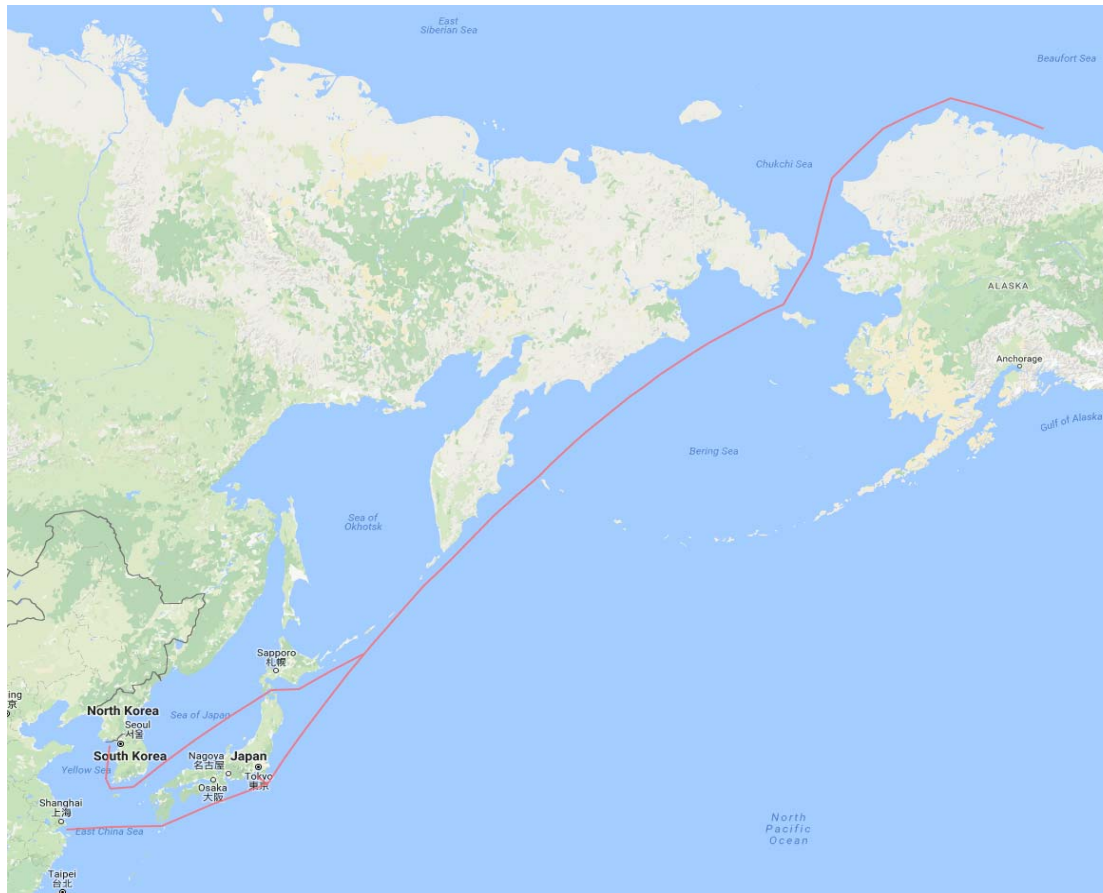 East
Siberian Sea
Beaufort Sea
Chukchi Sea
ALASKA
Anchorage
Gulf of Alaska
Bering Sea
Sea of
Okhotsk
Sapporo
札幌
ing
京
North Korea
Sea of Japan
Seoul
서울
South Korea
Nagoya
名古屋
Japan
Yellow Sea
Tokyo
東京
Osaka
大阪
Shanghai
上海
East China Sea
North
Pacific
Ocean
Taipei
台北